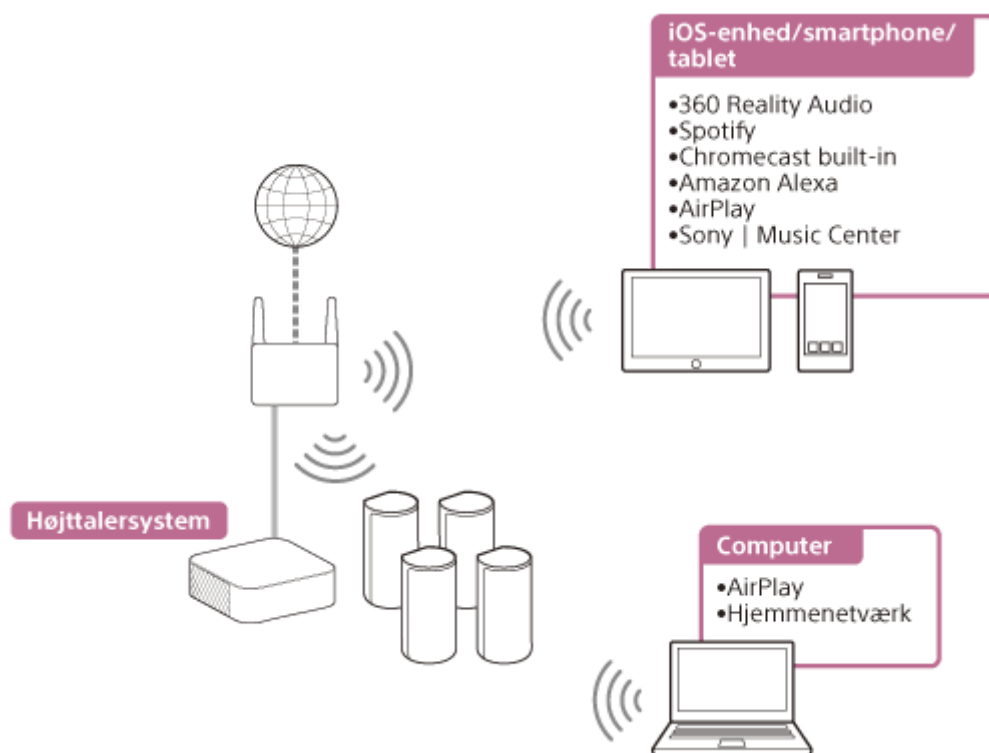 iOS-enhed/smartphone/
tablet
•360 Reality Audio
•Spotify
•Chromecast built-in
•Amazon Alexa
•AirPlay
•Sony | Music Center
Højttalersystem
Computer
•AirPlay
•Hjemmenetværk